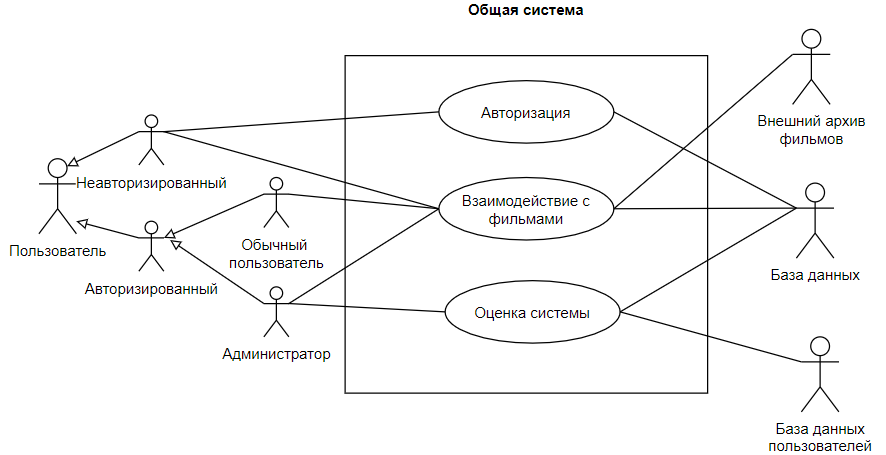 Общая система
Авторизация
Внешний архив
фильмов
Неавторизированный
Взаимодействие с
фильмами
Пользователь
Обычный
пользователь
База данных
Авторизированный
Оценка системы
Администратор
База данных
пользователей